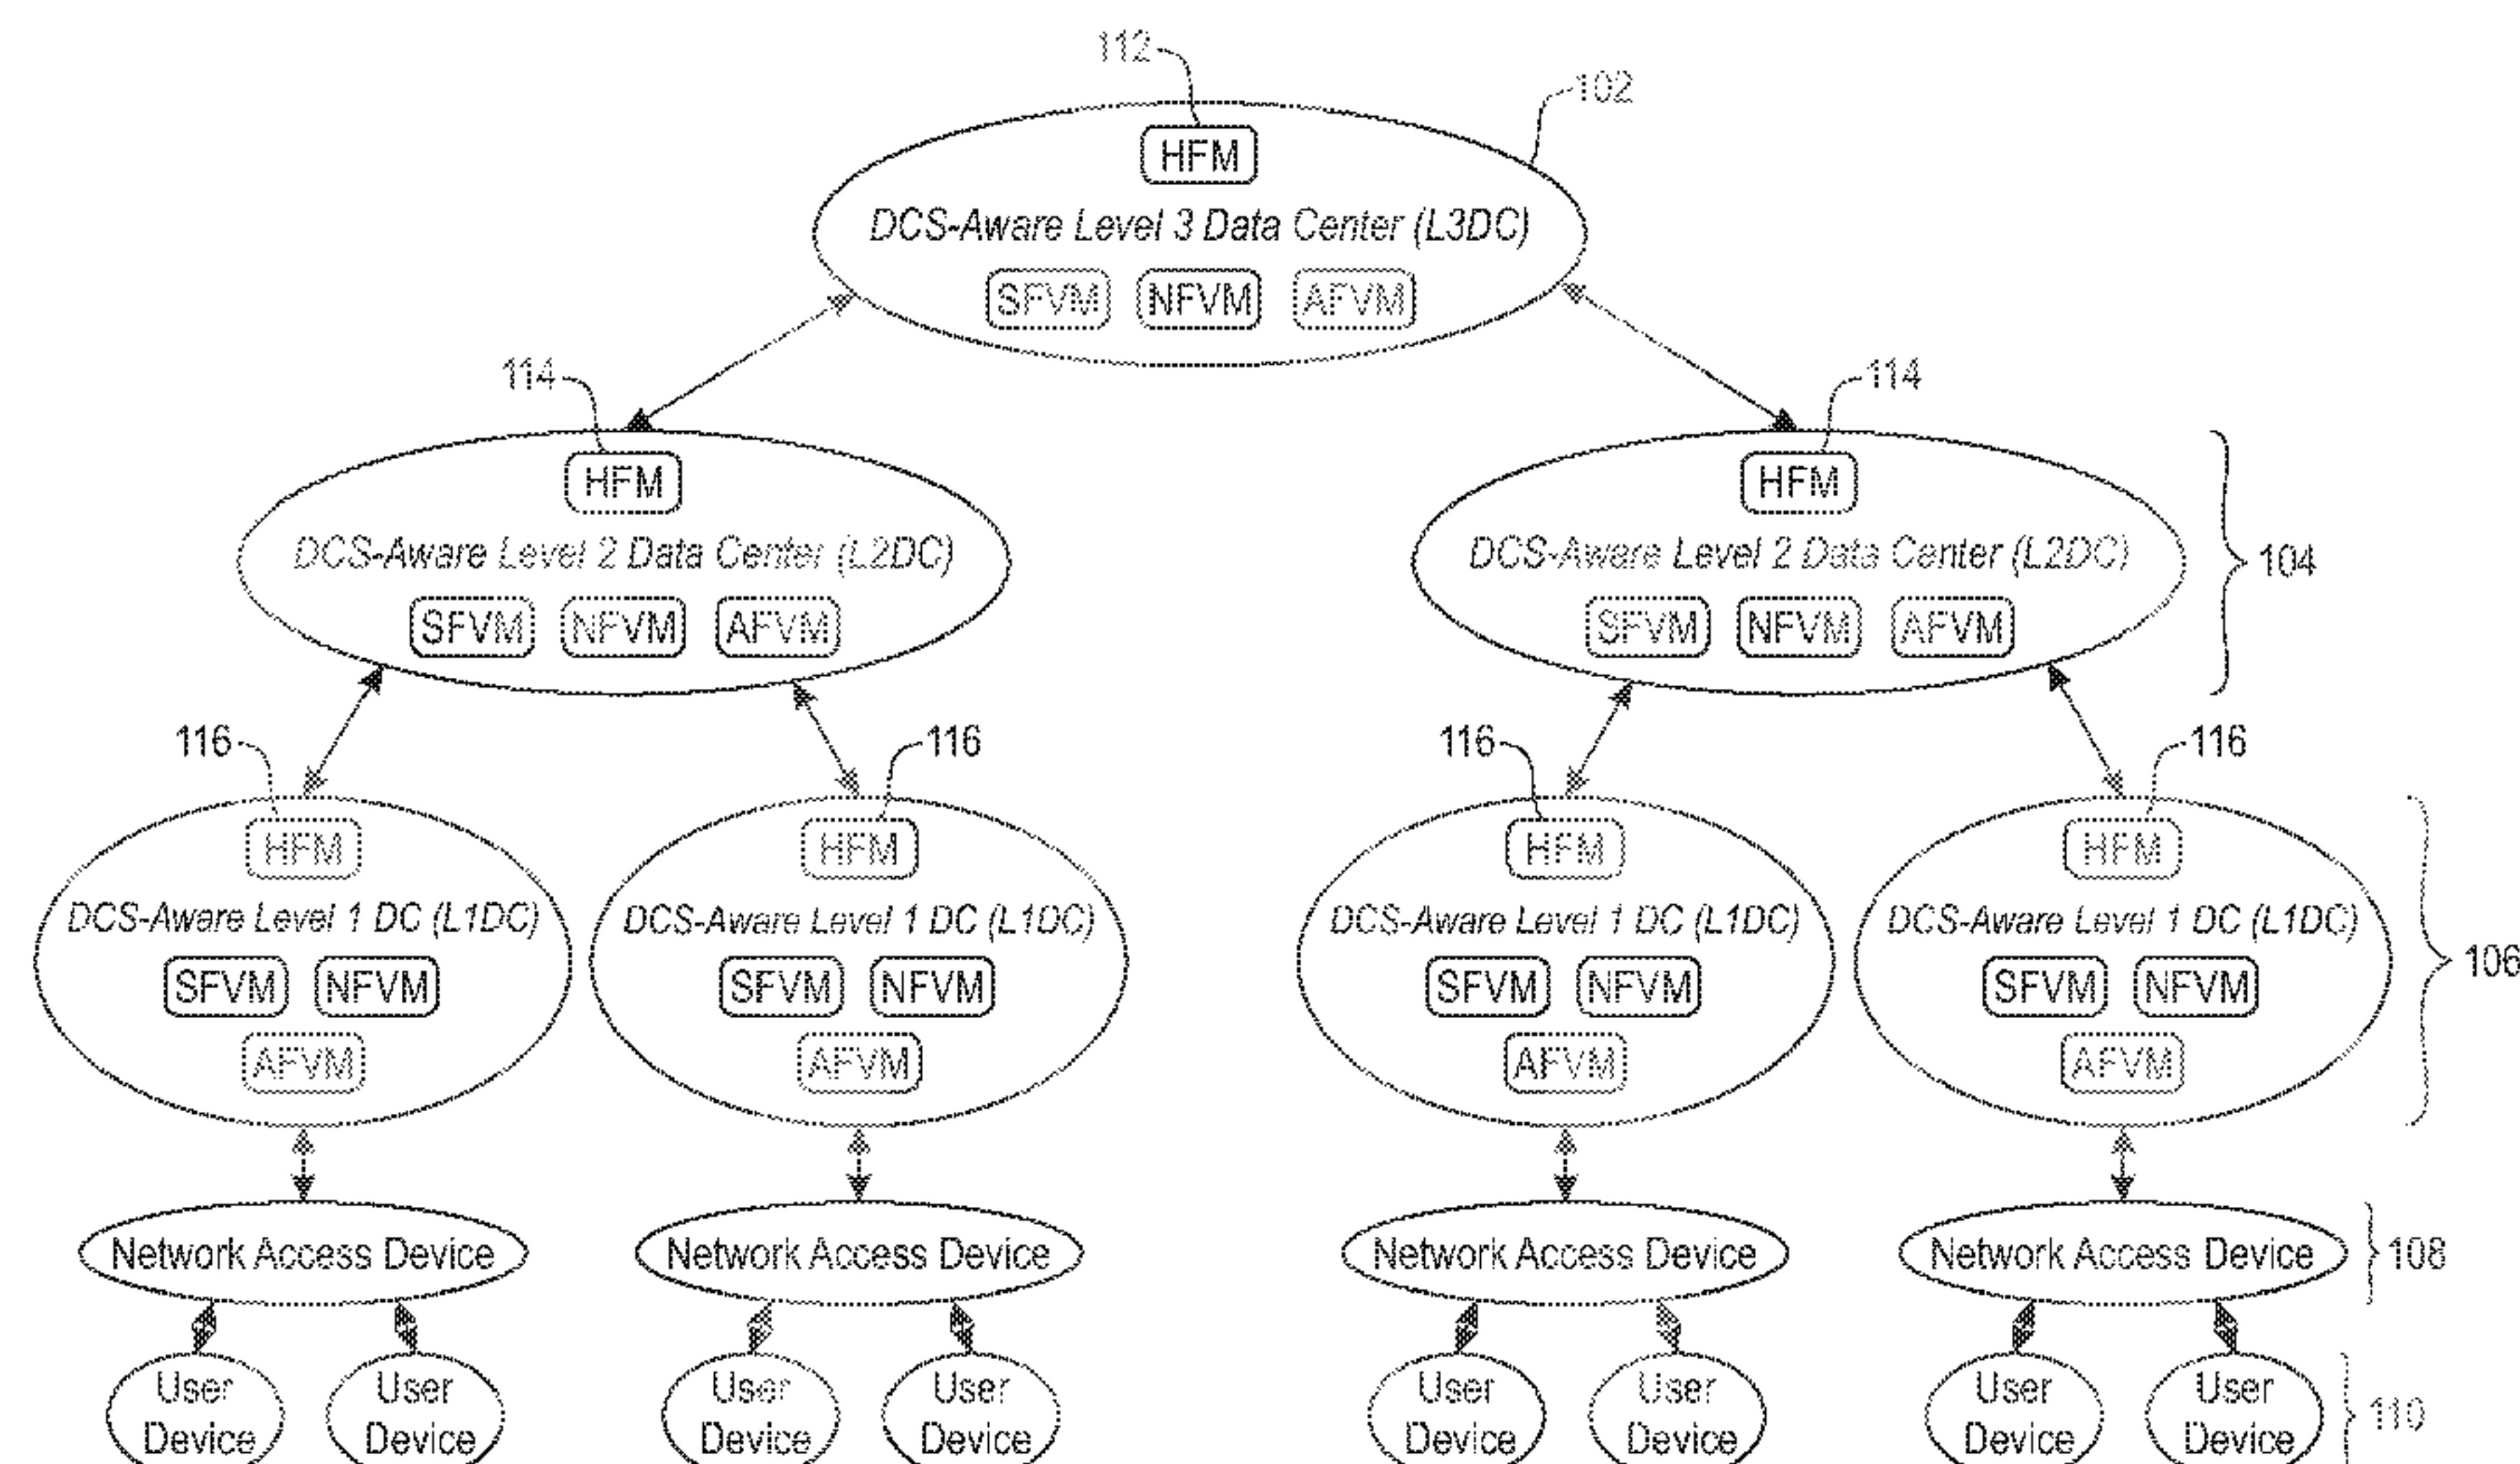 112
102
HFM
DCS-Aware Level 3 Data Center (L3DC)
SFVM NFVM AFVM
114 114
HFM HFM
DCS-Aware Level 2 Data Center (L2DC) DCS-Aware Level 2 Data Center (L2DC) 104
SFVM NFVM AFVM SFVM NFVM AFVM
116 116 116 116
HFM HFM HFM HFM
DCS-Aware Level 1 DC (L1DC) DCS-Aware Level 1 DC (L1DC) DCS-Aware Level 1 DC (L1DC) DCS-Aware Level 1 DC (L1DC)
106
SFVM NFVM SFVM NFVM SFVM NFVM SFVM NFVM
AFVM AFVM AFVM AFVM
Network Access Device Network Access Device Network Access Device Network Access Device 108
User User User User User User User User
110
Device Device Device Device Device Device Device Device